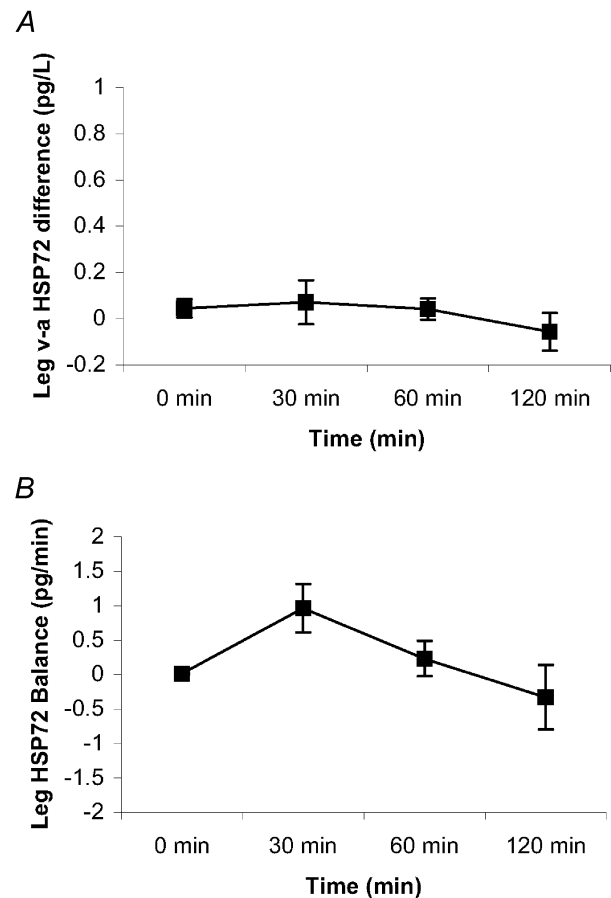 A
Leg v-a HSP72 difference (pg/L)
1
0.8
0.6
0.4
0.2
0
-0.2
0 min 30 min 60 min 120 min
Time (min)
B
Leg HSP72 Balance (pg/min)
2
1.5
1
0.5
0
-0.5
-1
-1.5
-2
0 min 30 min 60 min 120 min
Time (min)